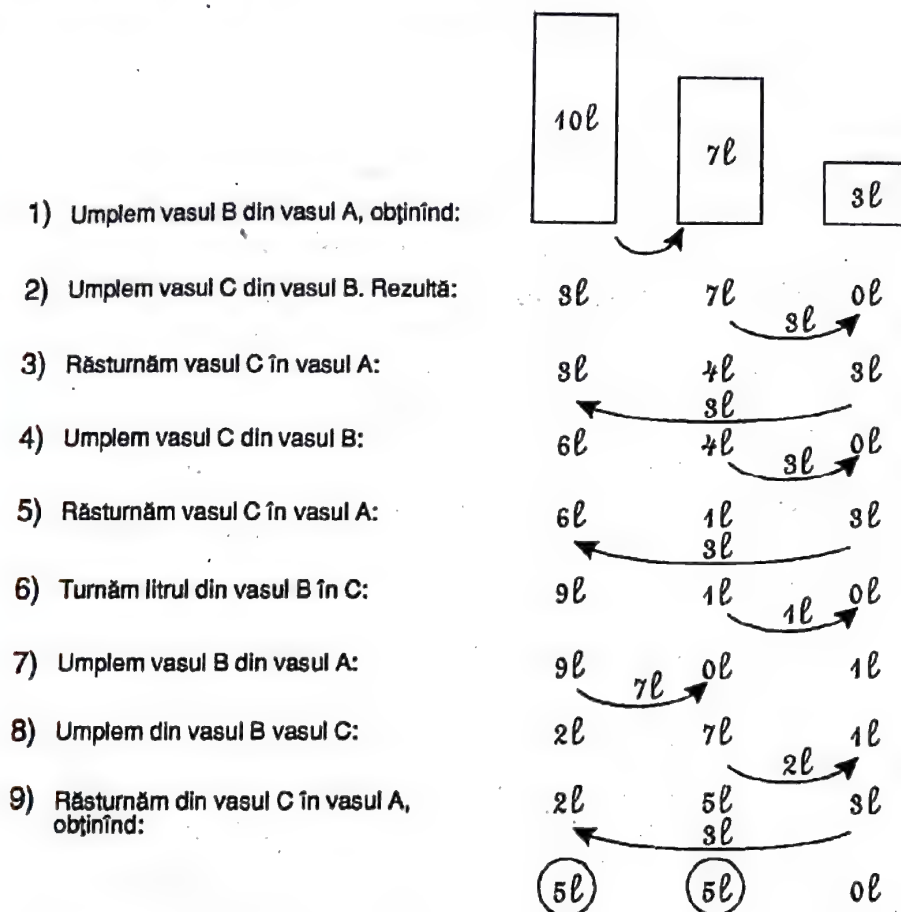 10ℓ
7ℓ
3ℓ
1) Umplem vasul B din vasul A, obținînd:
2) Umplem vasul C din vasul B. Rezultă: 3ℓ 7ℓ 0ℓ
3ℓ
3) Răsturnăm vasul C în vasul A: 3ℓ 4ℓ 3ℓ
3ℓ
4) Umplem vasul C din vasul B: 6ℓ 4ℓ 0ℓ
3ℓ
5) Răsturnăm vasul C în vasul A: 6ℓ 1ℓ 3ℓ
3ℓ
6) Turnăm litrul din vasul B în C: 9ℓ 1ℓ 0ℓ
1ℓ
7) Umplem vasul B din vasul A: 9ℓ 0ℓ 1ℓ
7ℓ
8) Umplem din vasul B vasul C: 2ℓ 7ℓ 1ℓ
2ℓ
9) Răsturnăm din vasul C în vasul A, 2ℓ 5ℓ 3ℓ
obținînd: 3ℓ
5ℓ 5ℓ 0ℓ